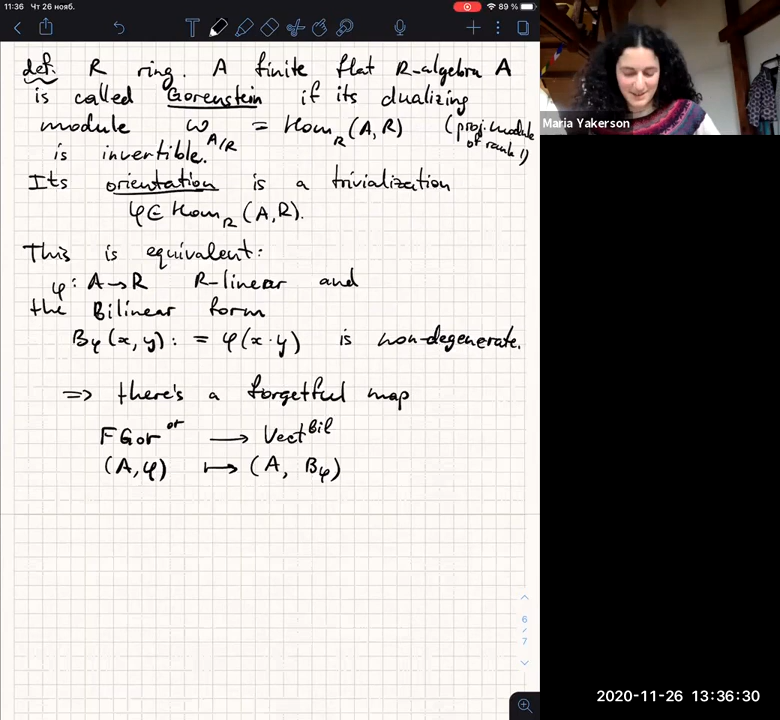 11:36 Чт 26 нояб.
89 %
def: R ring. A finite flat R-algebra A
is called Gorenstein if its dualizing
module ω_{A/R} = Hom_R(A, R) (proj. module of rank 1)
is invertible.
Its orientation is a trivialization
φ ∈ Hom_R(A, R).
This is equivalent:
φ: A → R R-linear and
the Bilinear form
B_φ(x, y) := φ(x·y) is non-degenerate.
⇒ there's a forgetful map
FGor^{or} → Vect^{Bil}
(A, φ) ↦ (A, B_φ)
6
/
7
Maria Yakerson
2020-11-26 13:36:30